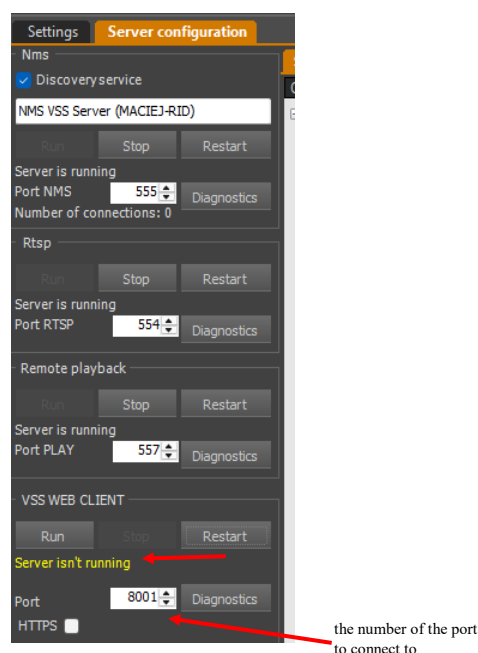 Settings Server configuration
Nms
Discovery service
NMS VSS Server (MACIEJ-RID)
Run Stop Restart
Server is running
Port NMS 555 Diagnostics
Number of connections: 0
Rtsp
Run Stop Restart
Server is running
Port RTSP 554 Diagnostics
Remote playback
Run Stop Restart
Server is running
Port PLAY 557 Diagnostics
VSS WEB CLIENT
Run Stop Restart
Server isn't running
Port 8001 Diagnostics
HTTPS
the number of the port
to connect to